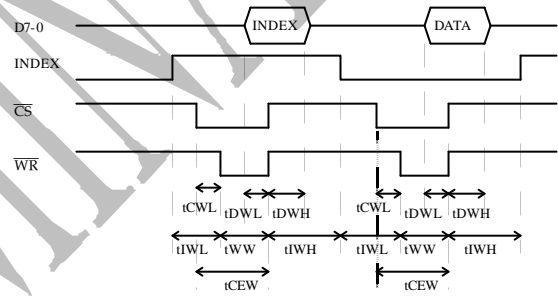 D7-0 INDEX DATA
INDEX
CS
WR
tCWL tDWL tDWH tCWL tDWL tDWH
tIWL tWW tIWH tIWL tWW tIWH
tCEW tCEW